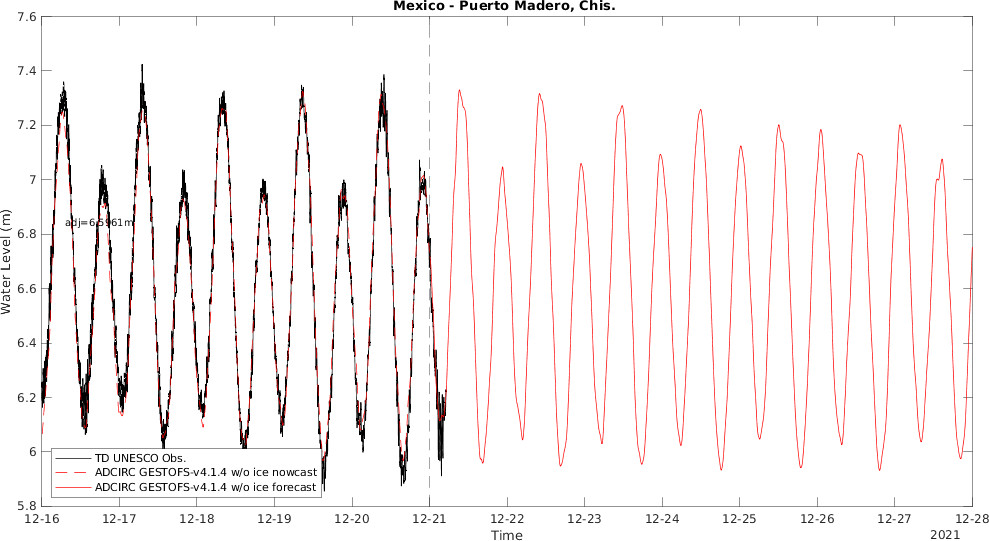 Mexico - Puerto Madero, Chis.
7.6
7.4
7.2
7
6.8
6.6
6.4
6.2
6
5.8
Water Level (m)
adj=6.5961m
TD UNESCO Obs.
ADCIRC GESTOFS-v4.1.4 w/o ice nowcast
ADCIRC GESTOFS-v4.1.4 w/o ice forecast
12-16 12-17 12-18 12-19 12-20 12-21 12-22 12-23 12-24 12-25 12-26 12-27 12-28
Time
2021